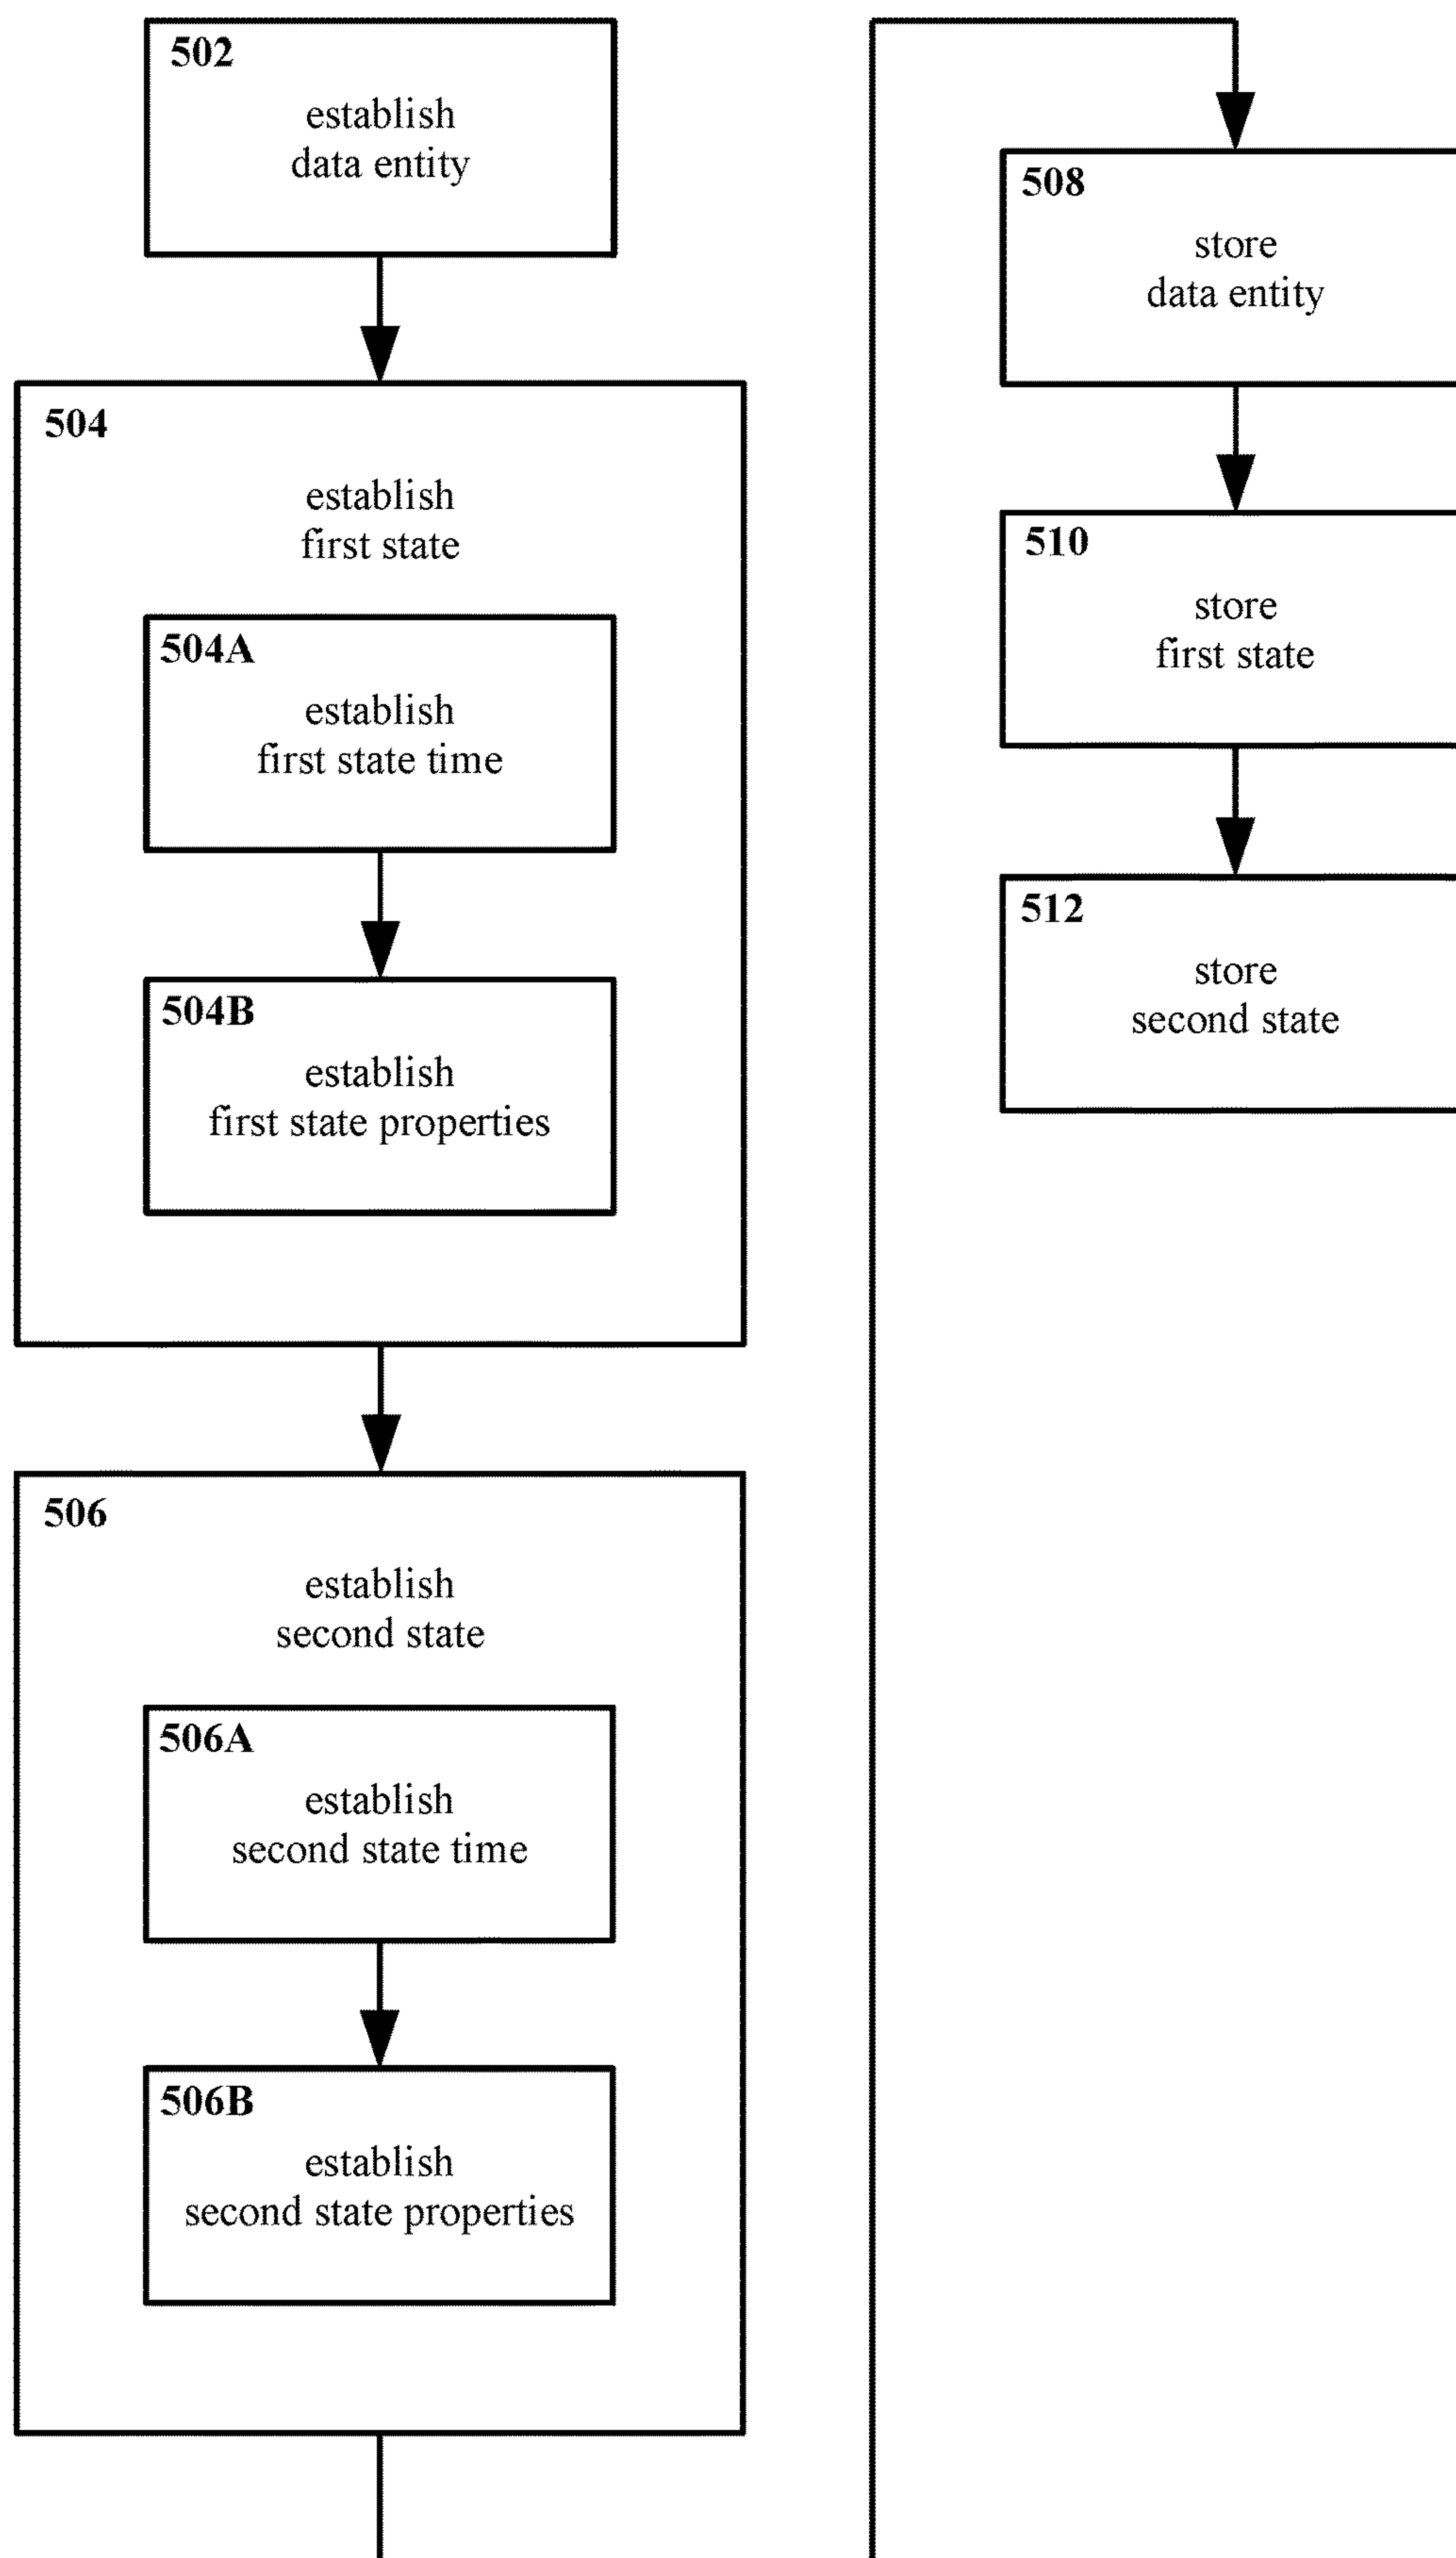 502
establish
data entity
504
establish
first state
504A
establish
first state time
504B
establish
first state properties
506
establish
second state
506A
establish
second state time
506B
establish
second state properties
508
store
data entity
510
store
first state
512
store
second state